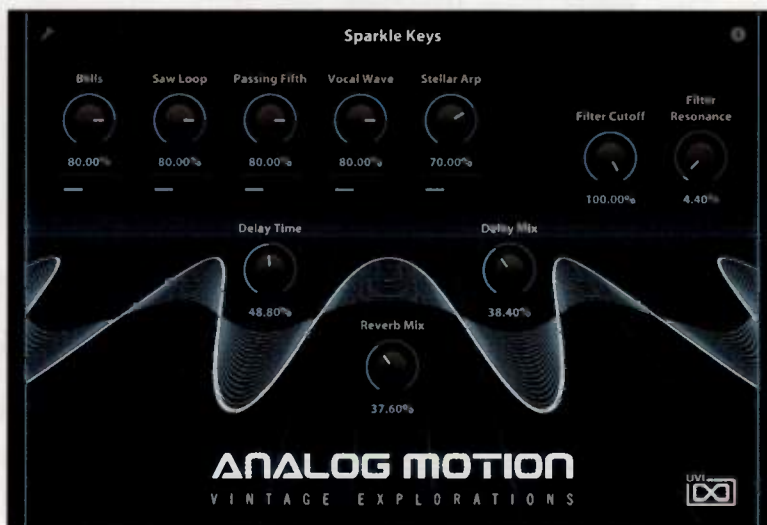 Sparkle Keys
Bells Saw Loop Passing Fifth Vocal Wave Stellar Arp
80.00% 80.00% 80.00% 80.00% 70.00%
Filter Cutoff
100.00%
Filter
Resonance
4.40%
Delay Time
48.80%
Delay Mix
38.40%
Reverb Mix
37.60%
ANALOG MOTION
VINTAGE EXPLORATIONS
UVI